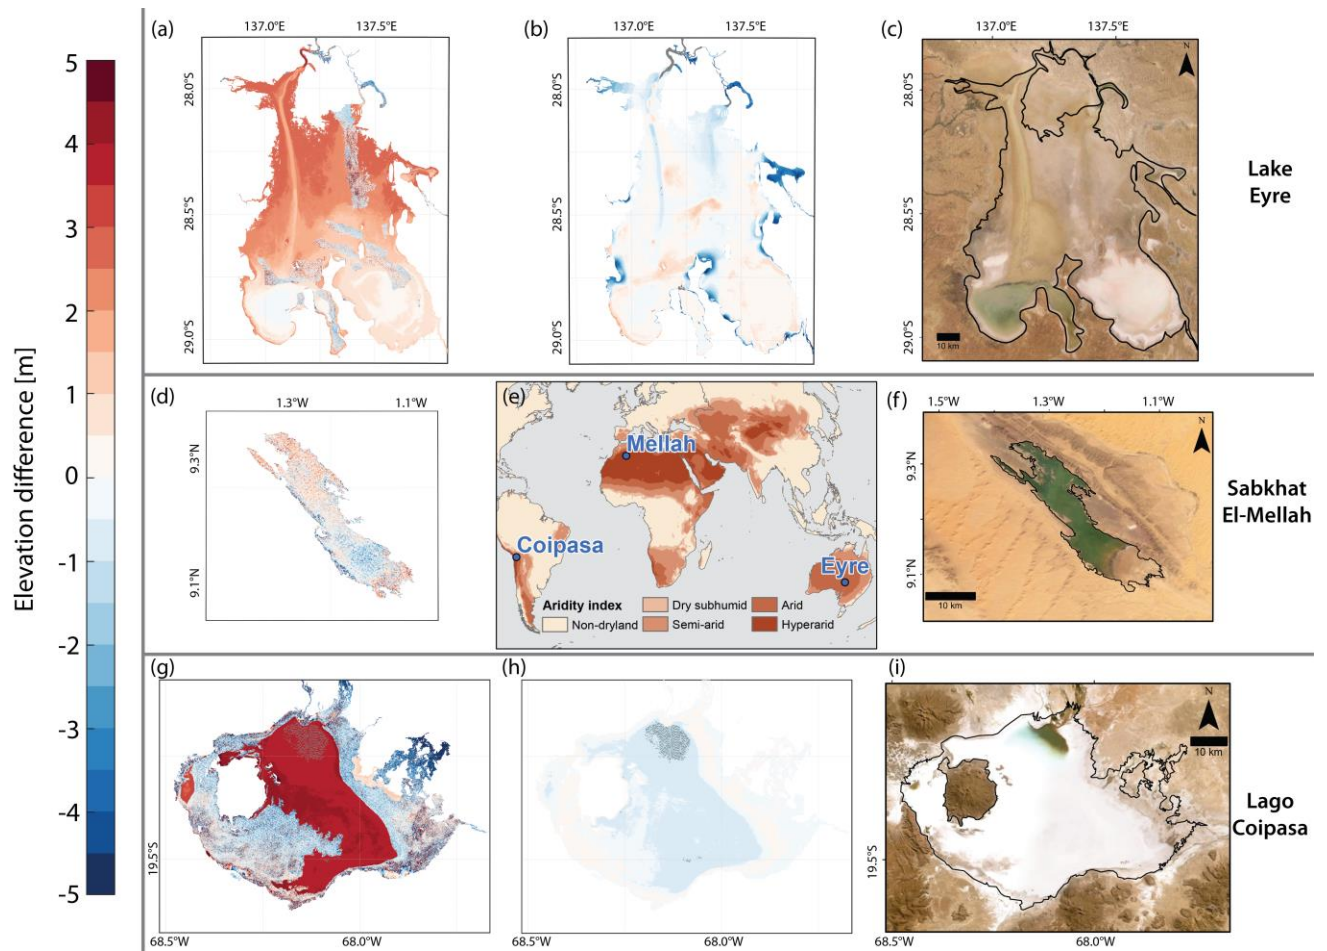 (a)
137.0°E
137.5°E
28.0°S
28.5°S
29.0°S
(b)
137.0°E
137.5°E
28.0°S
28.5°S
29.0°S
(c)
137.0°E
137.5°E
28.0°S
28.5°S
29.0°S
N
10 km
Lake
Eyre
Elevation difference [m]
5
4
3
2
1
0
-1
-2
-3
-4
-5
(d)
1.3°W
1.1°W
9.3°N
9.1°N
(e)
Mellah
Coipasa
Eyre
Aridity index
Dry subhumid
Arid
Non-dryland
Semi-arid
Hyperarid
(f)
1.5°W
1.3°W
1.1°W
9.3°N
9.1°N
N
10 km
Sabkhat
El-Mellah
(g)
19.5°S
68.5°W
68.0°W
(h)
68.5°W
68.0°W
(i)
19.5°S
68.5°W
68.0°W
N
10 km
Lago
Coipasa